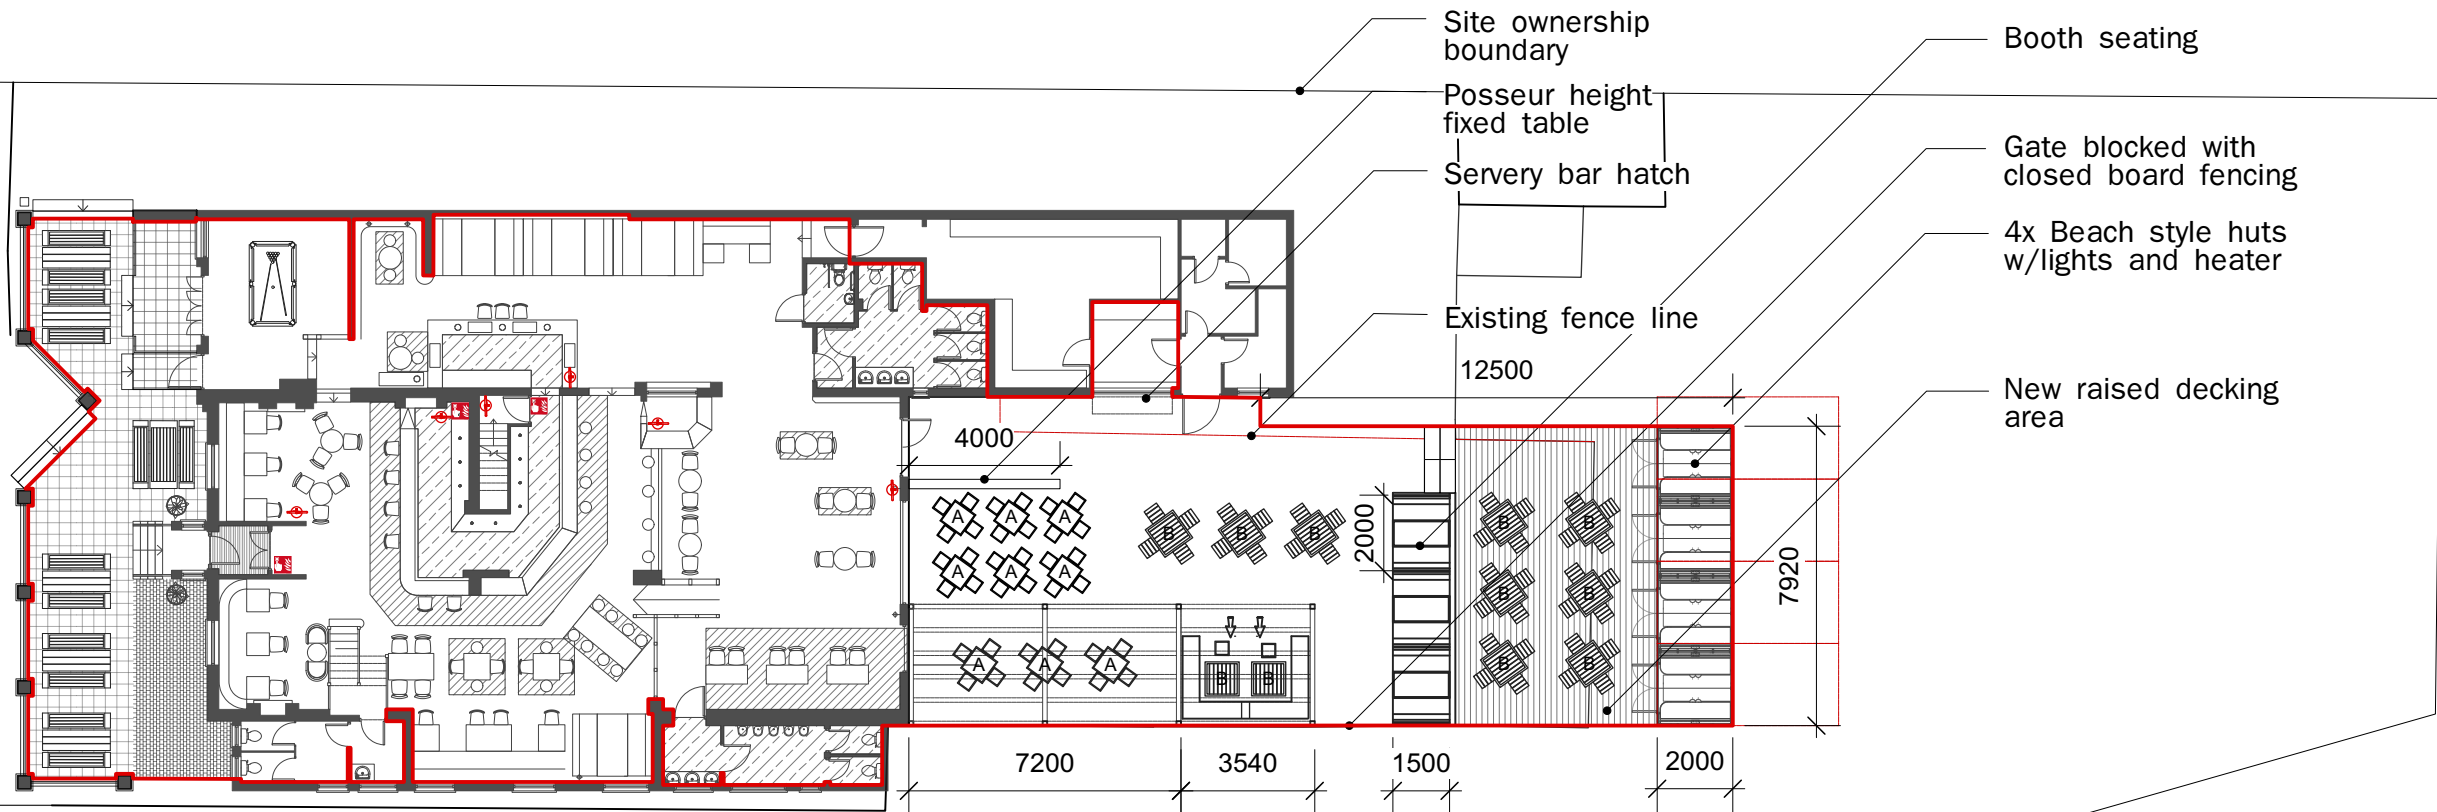 Site ownership
boundary
Posseur height
fixed table
Servery bar hatch
Existing fence line
Booth seating
Gate blocked with
closed board fencing
4x Beach style huts
w/lights and heater
New raised decking
area
12500
4000
2000
7920
A A A
B B B
B B
A A A
B B
A A A
B B
B B
7200
3540
1500
2000